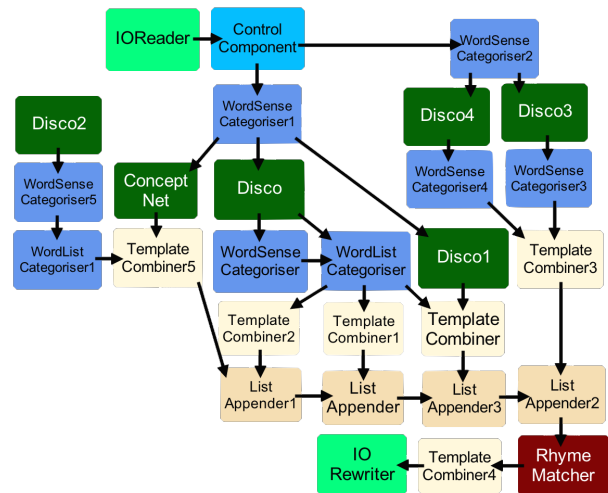 IOReader
Control
Component
WordSense
Categoriser2
WordSense
Categoriser1
Disco2
Disco4
Disco3
WordSense
Categoriser5
Concept
Net
Disco
WordSense
Categoriser4
WordSense
Categoriser3
WordList
Categoriser1
Template
Combiner5
WordSense
Categoriser
WordList
Categoriser
Disco1
Template
Combiner3
Template
Combiner2
Template
Combiner1
Template
Combiner
List
Appender1
List
Appender
List
Appender3
List
Appender2
IO
Rewriter
Template
Combiner4
Rhyme
Matcher